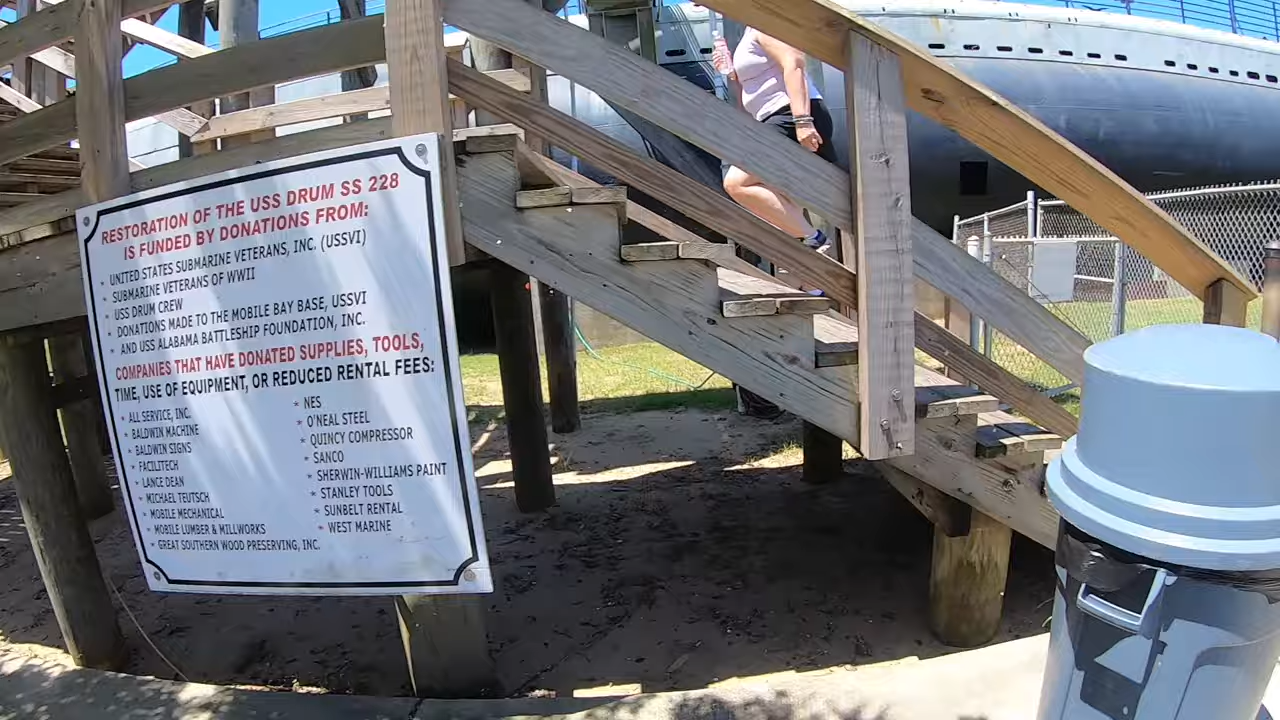 RESTORATION OF THE USS DRUM SS 228
IS FUNDED BY DONATIONS FROM:
* UNITED STATES SUBMARINE VETERANS, INC. (USSVI)
* SUBMARINE VETERANS OF WWII
* USS DRUM CREW
* DONATIONS MADE TO THE MOBILE BAY BASE, USSVI
* AND USS ALABAMA BATTLESHIP FOUNDATION, INC.
COMPANIES THAT HAVE DONATED SUPPLIES, TOOLS,
TIME, USE OF EQUIPMENT, OR REDUCED RENTAL FEES:
* ALL SERVICE, INC.
* BALDWIN MACHINE
* BALDWIN SIGNS
* FACILITECH
* LANCE DEAN
* MICHAEL TEUTSCH
* MOBILE MECHANICAL
* MOBILE LUMBER & MILLWORKS
* GREAT SOUTHERN WOOD PRESERVING, INC.
* NES
* O'NEAL STEEL
* QUINCY COMPRESSOR
* SANCO
* SHERWIN-WILLIAMS PAINT
* STANLEY TOOLS
* SUNBELT RENTAL
* WEST MARINE